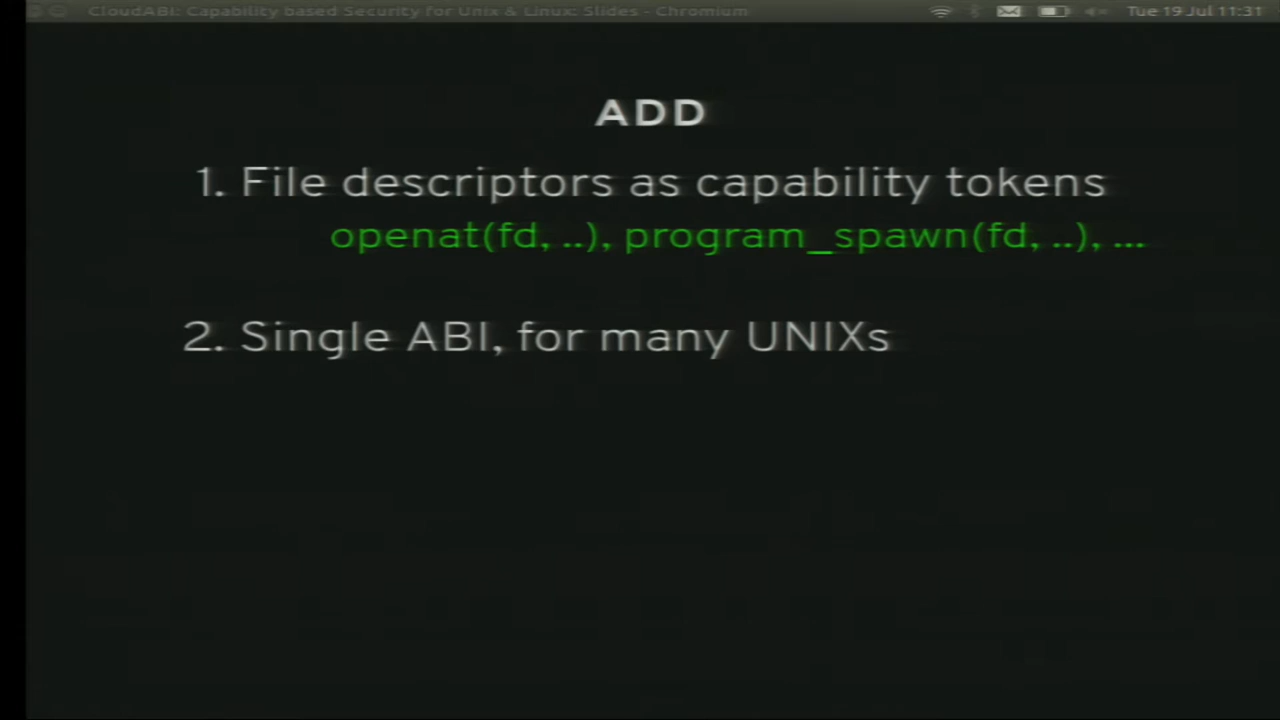 CloudABI: Capability based Security for Unix & Linux: Slides - Chromium
Tue 19 Jul 11:31
ADD
1. File descriptors as capability tokens
openat(fd, ..), program_spawn(fd, ..), ...
2. Single ABI, for many UNIXs